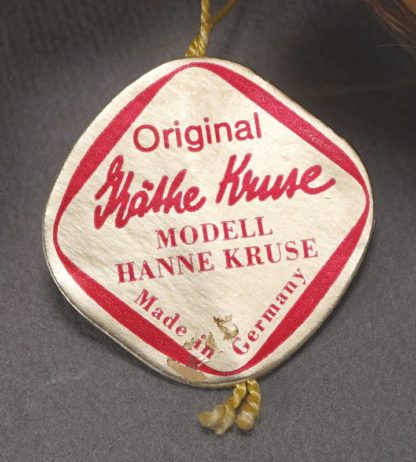 Original
Käthe Kruse
MODELL
HANNE KRUSE
Made in Germany